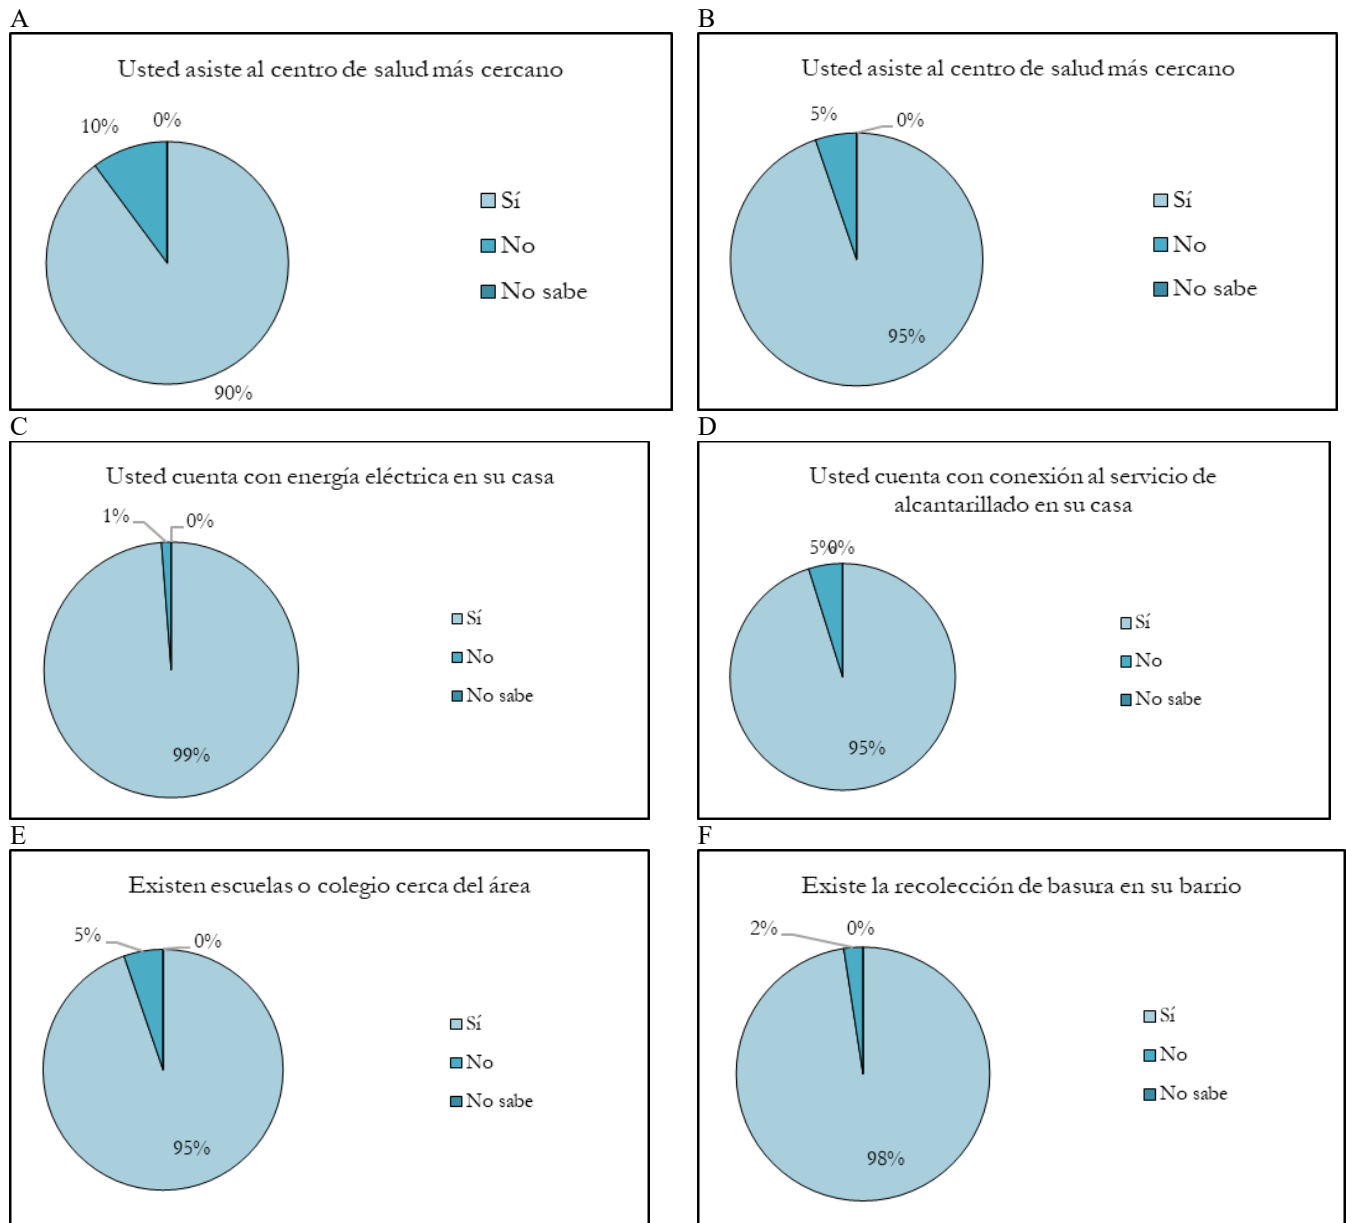 A
Usted asiste al centro de salud más cercano
10%
0%
90%
Sí
No
No sabe
B
Usted asiste al centro de salud más cercano
5%
0%
95%
Sí
No
No sabe
C
Usted cuenta con energía eléctrica en su casa
1%
0%
99%
Sí
No
No sabe
D
Usted cuenta con conexión al servicio de
alcantarillado en su casa
5%
0%
95%
Sí
No
No sabe
E
Existen escuelas o colegio cerca del área
5%
0%
95%
Sí
No
No sabe
F
Existe la recolección de basura en su barrio
2%
0%
98%
Sí
No
No sabe